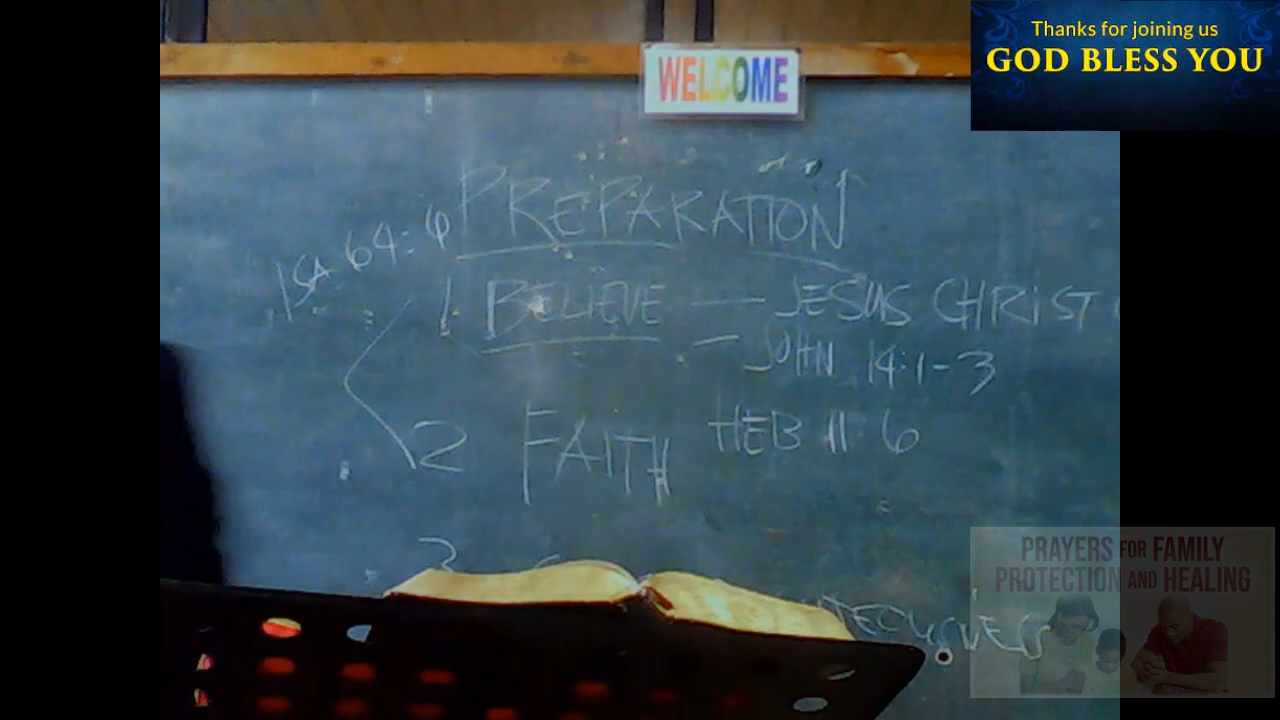 Thanks for joining us
GOD BLESS YOU
WELCOME
PREPARATION
ISA 64:6
1. BELIEVE — JESUS CHRIST
— JOHN 14:1-3
2 FAITH HEB 11 6
3
PRAYERS FOR FAMILY
PROTECTION AND HEALING